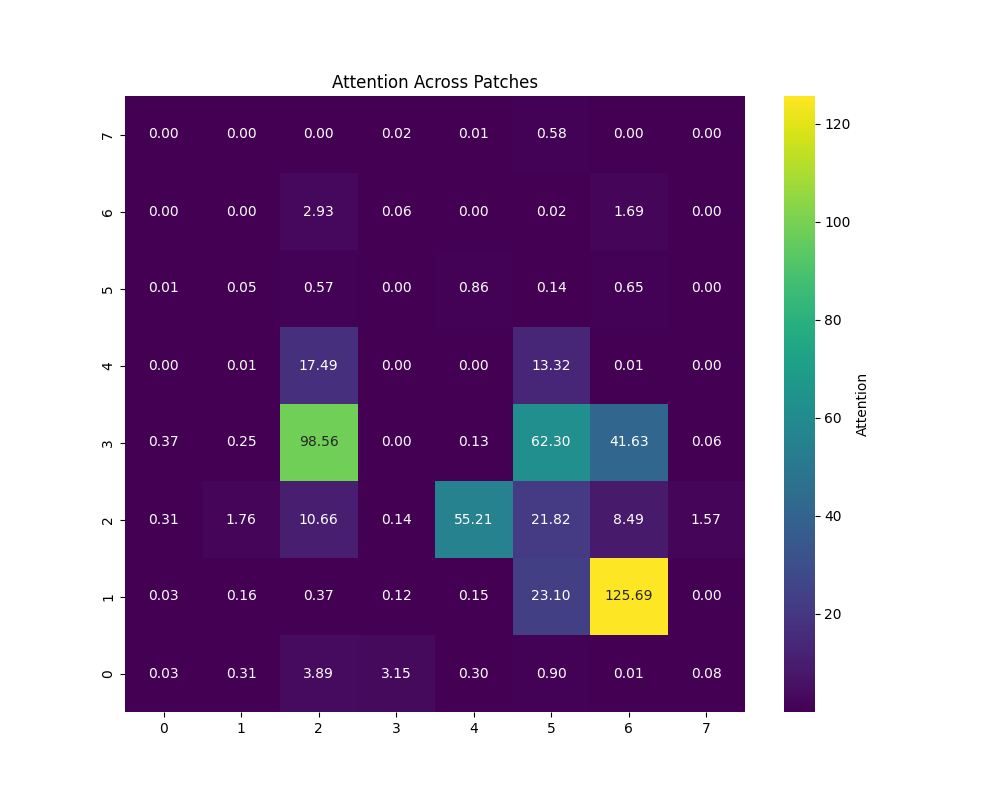 Attention Across Patches
7 0.00 0.00 0.00 0.02 0.01 0.58 0.00 0.00
120
6 0.00 0.00 2.93 0.06 0.00 0.02 1.69 0.00
100
5 0.01 0.05 0.57 0.00 0.86 0.14 0.65 0.00
80
4 0.00 0.01 17.49 0.00 0.00 13.32 0.01 0.00
Attention
60
3 0.37 0.25 98.56 0.00 0.13 62.30 41.63 0.06
40
2 0.31 1.76 10.66 0.14 55.21 21.82 8.49 1.57
1 0.03 0.16 0.37 0.12 0.15 23.10 125.69 0.00
20
0 0.03 0.31 3.89 3.15 0.30 0.90 0.01 0.08
0 1 2 3 4 5 6 7